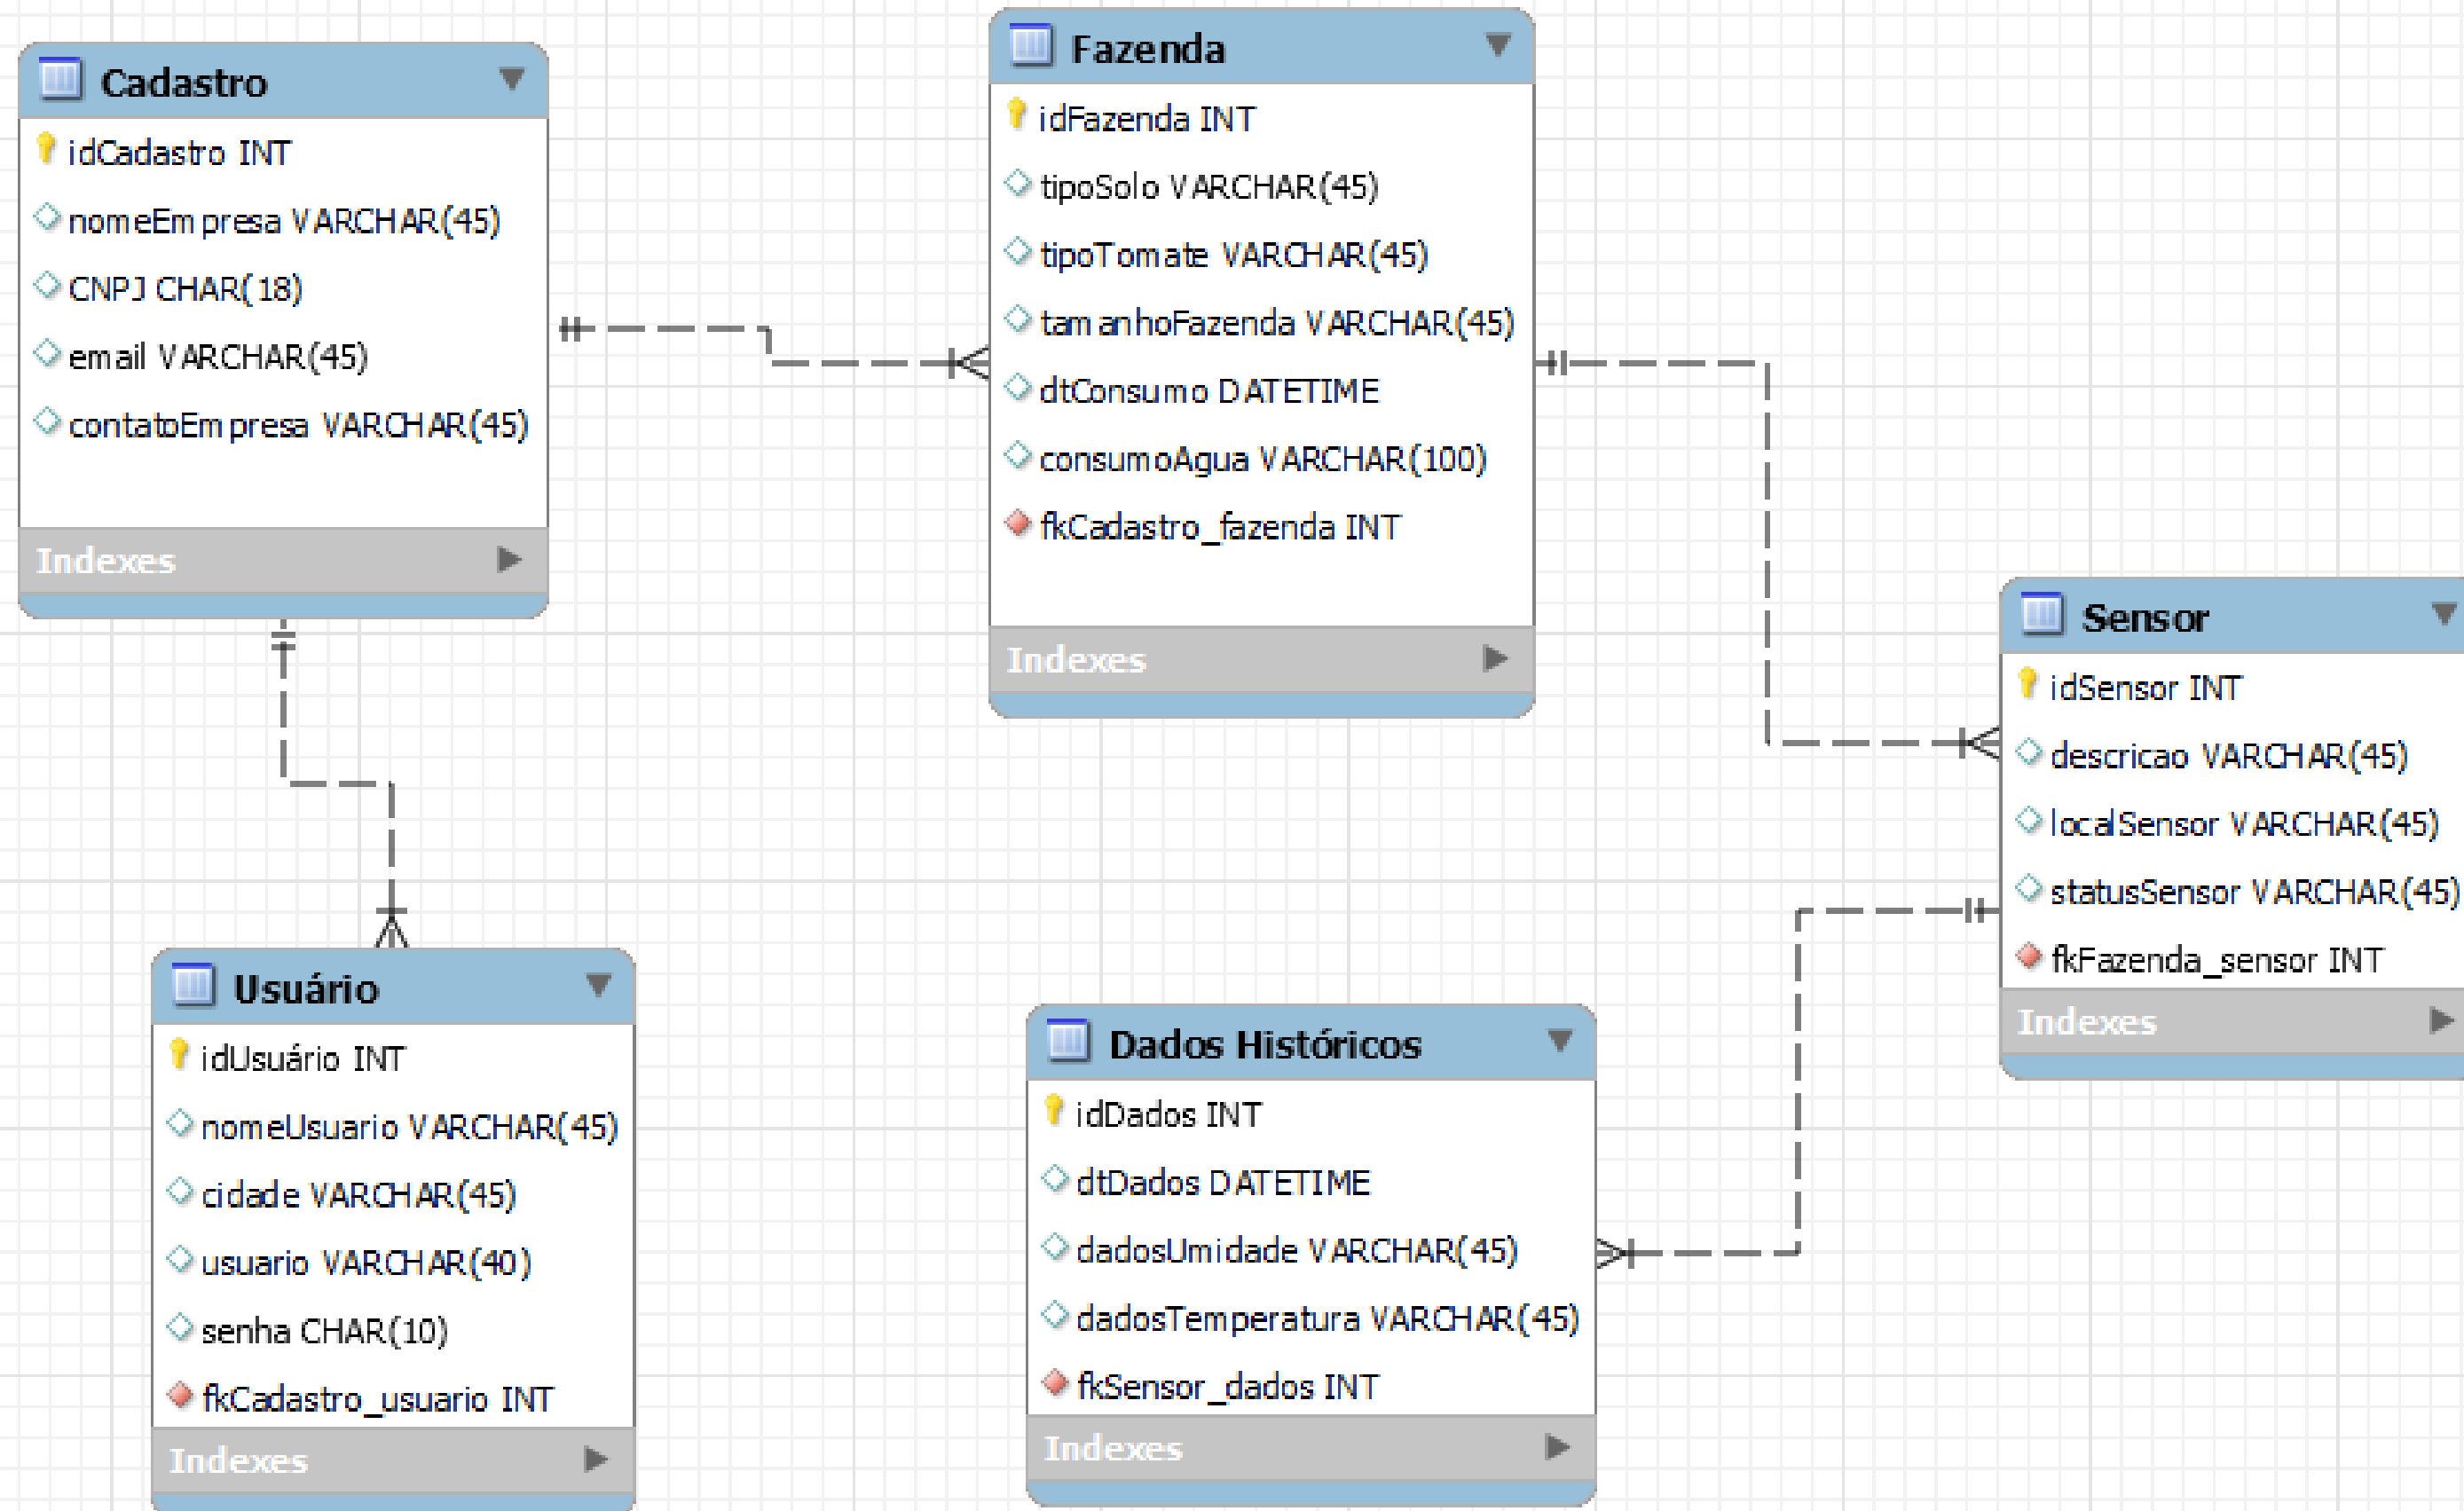 Cadastro
idCadastro INT
nomeEmpresa VARCHAR(45)
CNPJ CHAR(18)
email VARCHAR(45)
contatoEmpresa VARCHAR(45)
Indexes
Fazenda
idFazenda INT
tipoSolo VARCHAR(45)
tipoTomate VARCHAR(45)
tamanhoFazenda VARCHAR(45)
dtConsumo DATETIME
consumoAgua VARCHAR(100)
fkCadastro_fazenda INT
Indexes
Sensor
idSensor INT
descricao VARCHAR(45)
localSensor VARCHAR(45)
statusSensor VARCHAR(45)
fkFazenda_sensor INT
Indexes
Usuário
idUsuário INT
nomeUsuario VARCHAR(45)
cidade VARCHAR(45)
usuario VARCHAR(40)
senha CHAR(10)
fkCadastro_usuario INT
Indexes
Dados Históricos
idDados INT
dtDados DATETIME
dadosUmidade VARCHAR(45)
dadosTemperatura VARCHAR(45)
fkSensor_dados INT
Indexes